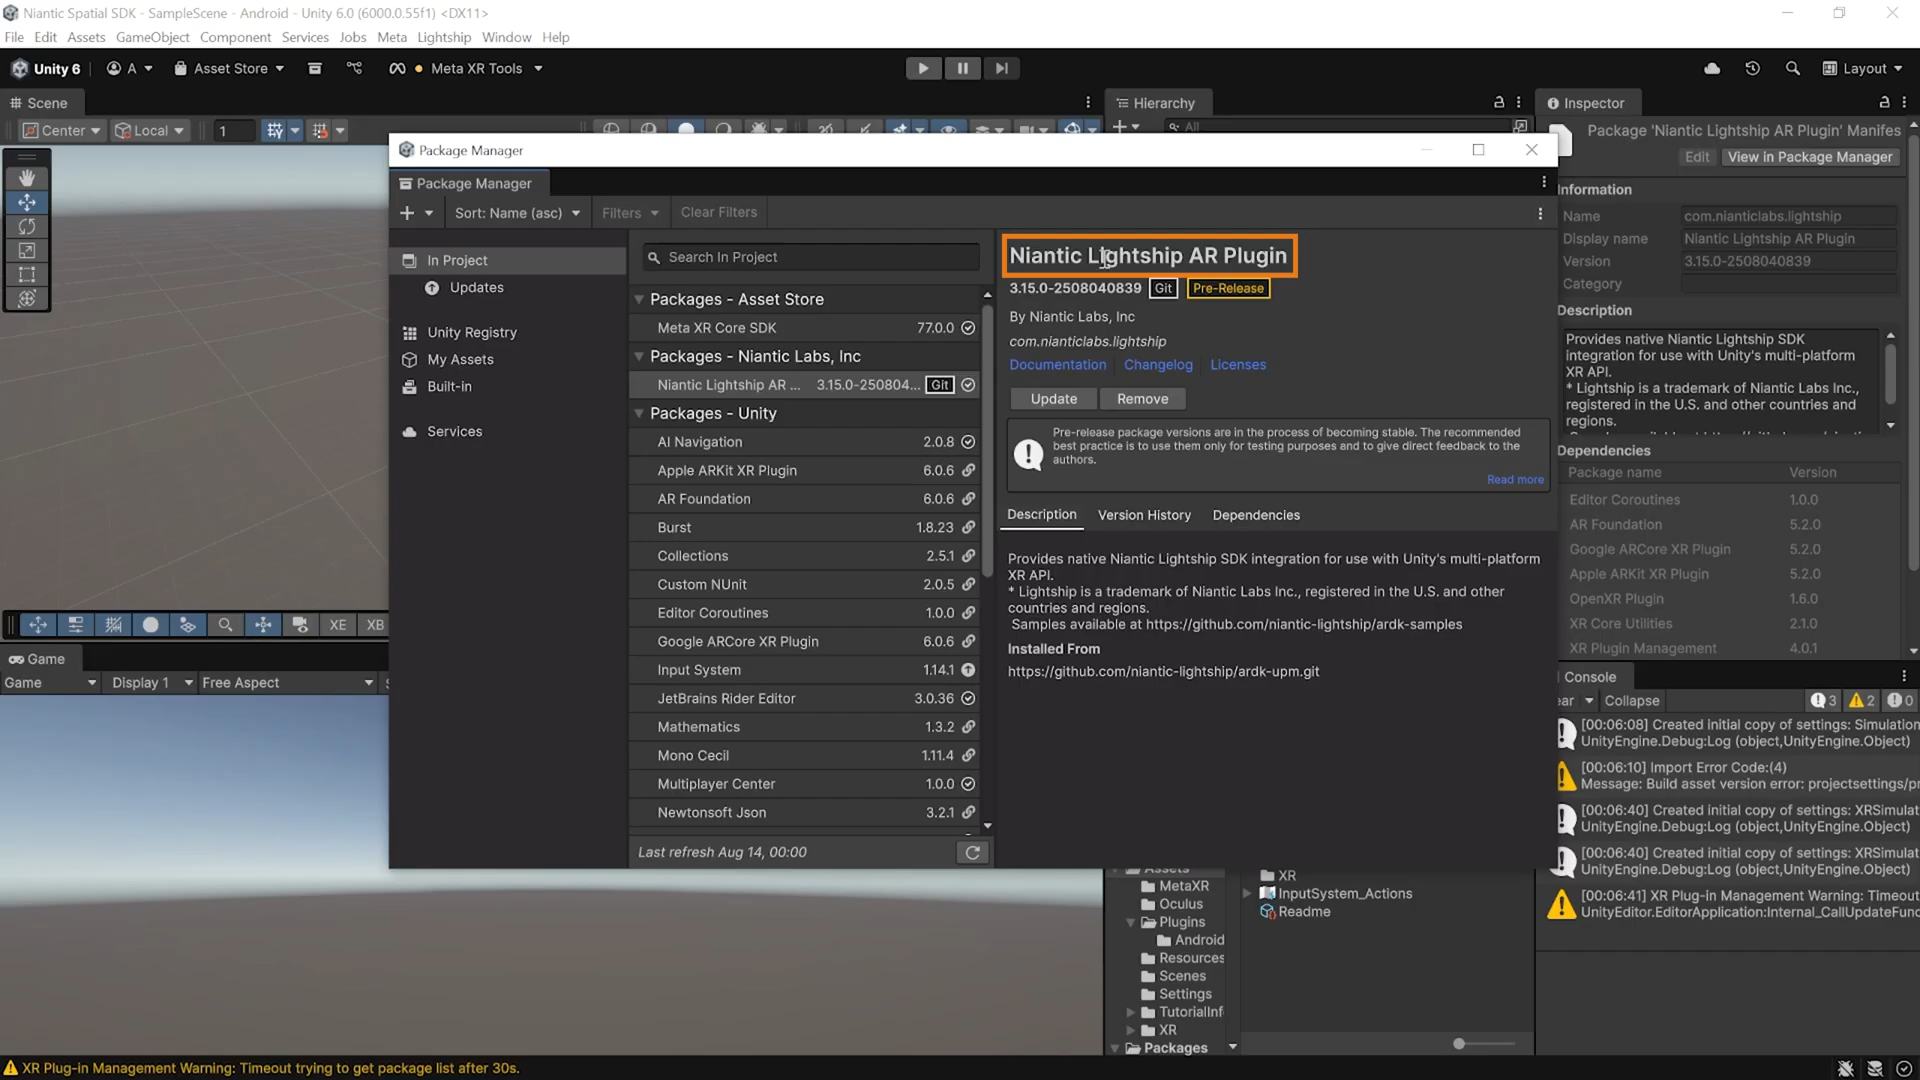 Niantic Spatial SDK - SampleScene - Android - Unity 6.0 (6000.0.55f1) <DX11>
File Edit Assets GameObject Component Services Jobs Meta Lightship Window Help
Unity 6 A Asset Store Meta XR Tools Layout
Scene
Hierarchy
Inspector
Center Local 1
All
Package 'Niantic Lightship AR Plugin' Manifes
Edit View in Package Manager
Package Manager
Package Manager
Sort: Name (asc) Filters Clear Filters
In Project
Updates
Unity Registry
My Assets
Built-in
Services
Search In Project
Packages - Asset Store
Meta XR Core SDK 77.0.0
Packages - Niantic Labs, Inc
Niantic Lightship AR ... 3.15.0-250804... Git
Packages - Unity
AI Navigation 2.0.8
Apple ARKit XR Plugin 6.0.6
AR Foundation 6.0.6
Burst 1.8.23
Collections 2.5.1
Custom NUnit 2.0.5
Editor Coroutines 1.0.0
Google ARCore XR Plugin 6.0.6
Input System 1.14.1
JetBrains Rider Editor 3.0.36
Mathematics 1.3.2
Mono Cecil 1.11.4
Multiplayer Center 1.0.0
Newtonsoft Json 3.2.1
Last refresh Aug 14, 00:00
Niantic Lightship AR Plugin
3.15.0-2508040839 Git Pre-Release
By Niantic Labs, Inc
com.nianticlabs.lightship
Documentation Changelog Licenses
Update Remove
Pre-release package versions are in the process of becoming stable. The recommended
best practice is to use them only for testing purposes and to give direct feedback to the
authors.
Read more
Description Version History Dependencies
Provides native Niantic Lightship SDK integration for use with Unity's multi-platform
XR API.
* Lightship is a trademark of Niantic Labs Inc., registered in the U.S. and other
countries and regions.
Samples available at https://github.com/niantic-lightship/ardk-samples
Installed From
https://github.com/niantic-lightship/ardk-upm.git
Information
Name com.nianticlabs.lightship
Display name Niantic Lightship AR Plugin
Version 3.15.0-2508040839
Category
Description
Provides native Niantic Lightship SDK
integration for use with Unity's multi-platform
XR API.
* Lightship is a trademark of Niantic Labs Inc.,
registered in the U.S. and other countries and
regions.
Dependencies
Package name Version
Editor Coroutines 1.0.0
AR Foundation 5.2.0
Google ARCore XR Plugin 5.2.0
Apple ARKit XR Plugin 5.2.0
OpenXR Plugin 1.6.0
XR Core Utilities 2.1.0
XR Plugin Management 4.0.1
XE XB
Game
Game Display 1 Free Aspect
Console
ear Collapse 3 2 0
[00:06:08] Created initial copy of settings: Simulation
UnityEngine.Debug:Log (object,UnityEngine.Object)
[00:06:10] Import Error Code:(4)
Message: Build asset version error: projectsettings/pr
[00:06:40] Created initial copy of settings: XRSimulat
UnityEngine.Debug:Log (object,UnityEngine.Object)
[00:06:40] Created initial copy of settings: XRSimulat
UnityEngine.Debug:Log (object,UnityEngine.Object)
[00:06:41] XR Plug-in Management Warning: Timeout
UnityEditor.EditorApplication:Internal_CallUpdateFunc
Assets
MetaXR
Oculus
Plugins
Android
Resources
Scenes
Settings
TutorialInf
XR
Packages
XR
InputSystem_Actions
Readme
XR Plug-in Management Warning: Timeout trying to get package list after 30s.